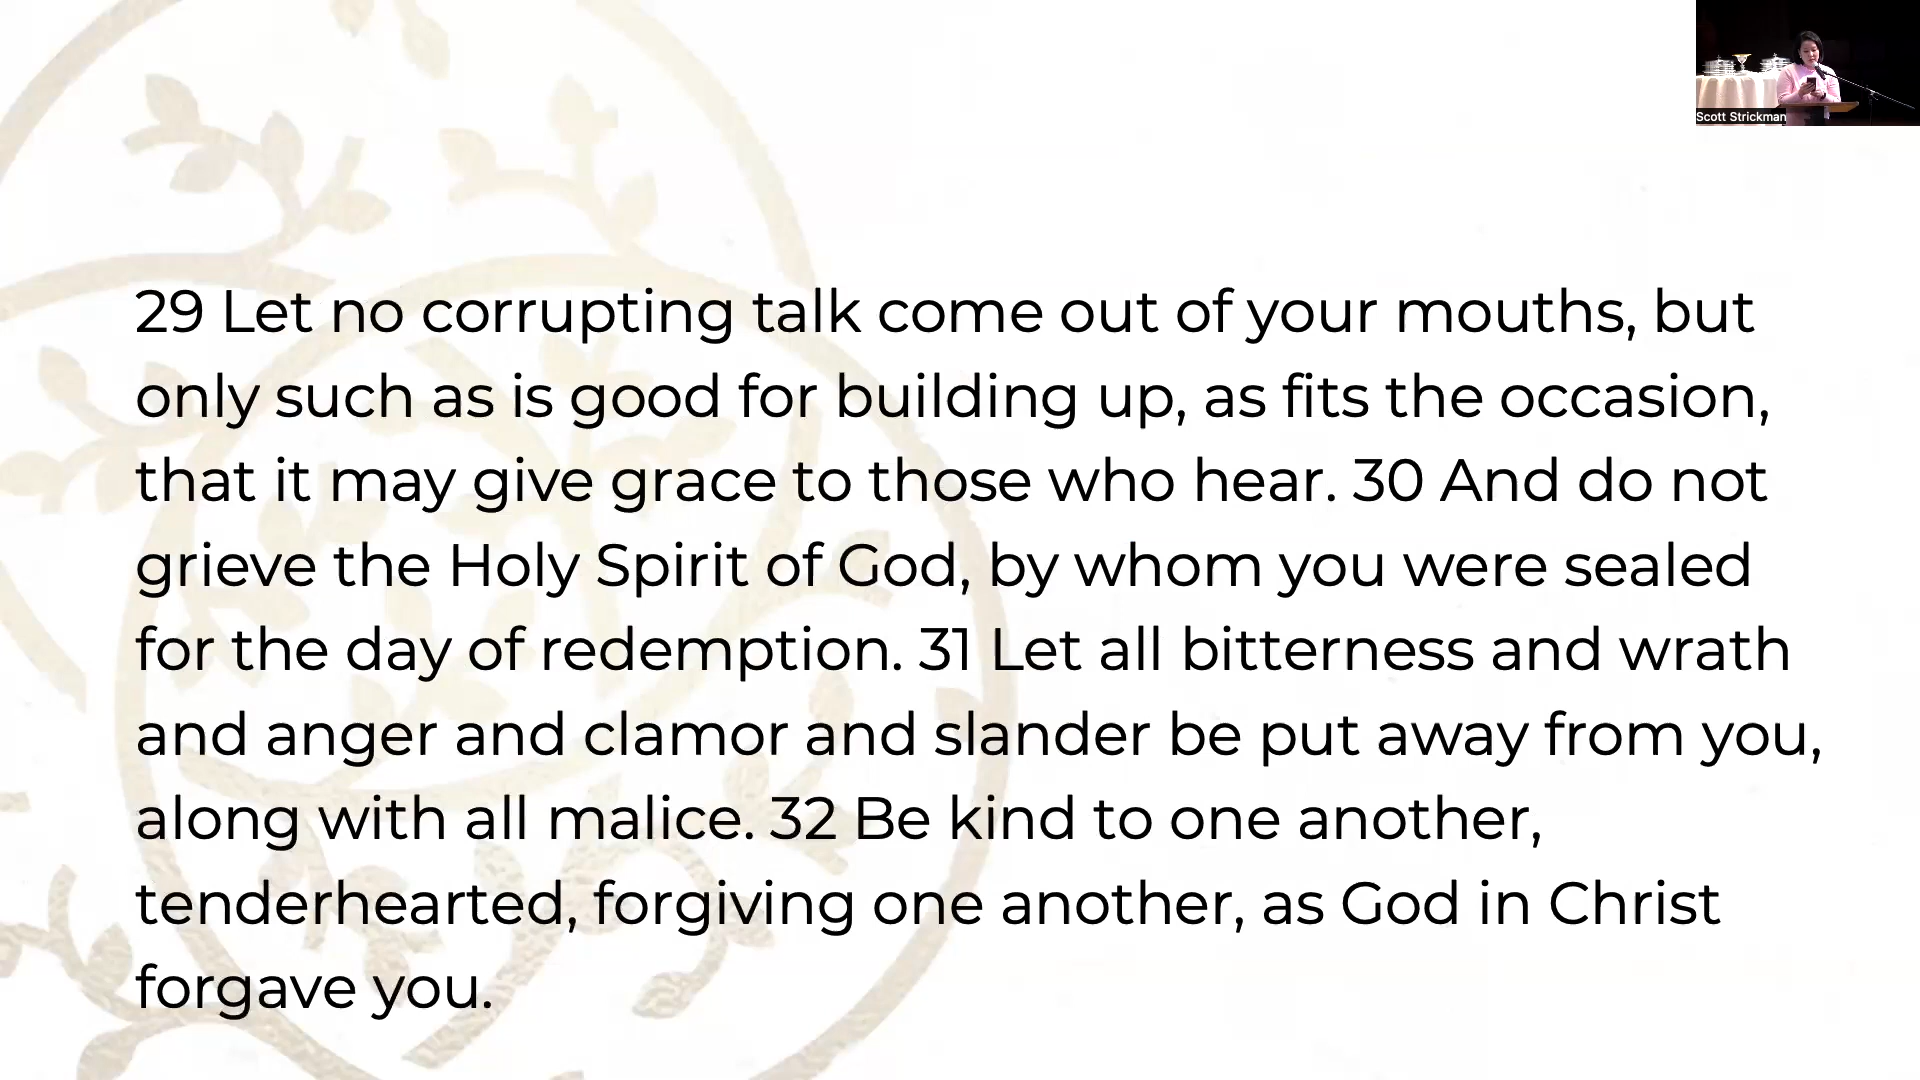 Scott Strickman
29 Let no corrupting talk come out of your mouths, but
only such as is good for building up, as fits the occasion,
that it may give grace to those who hear. 30 And do not
grieve the Holy Spirit of God, by whom you were sealed
for the day of redemption. 31 Let all bitterness and wrath
and anger and clamor and slander be put away from you,
along with all malice. 32 Be kind to one another,
tenderhearted, forgiving one another, as God in Christ
forgave you.